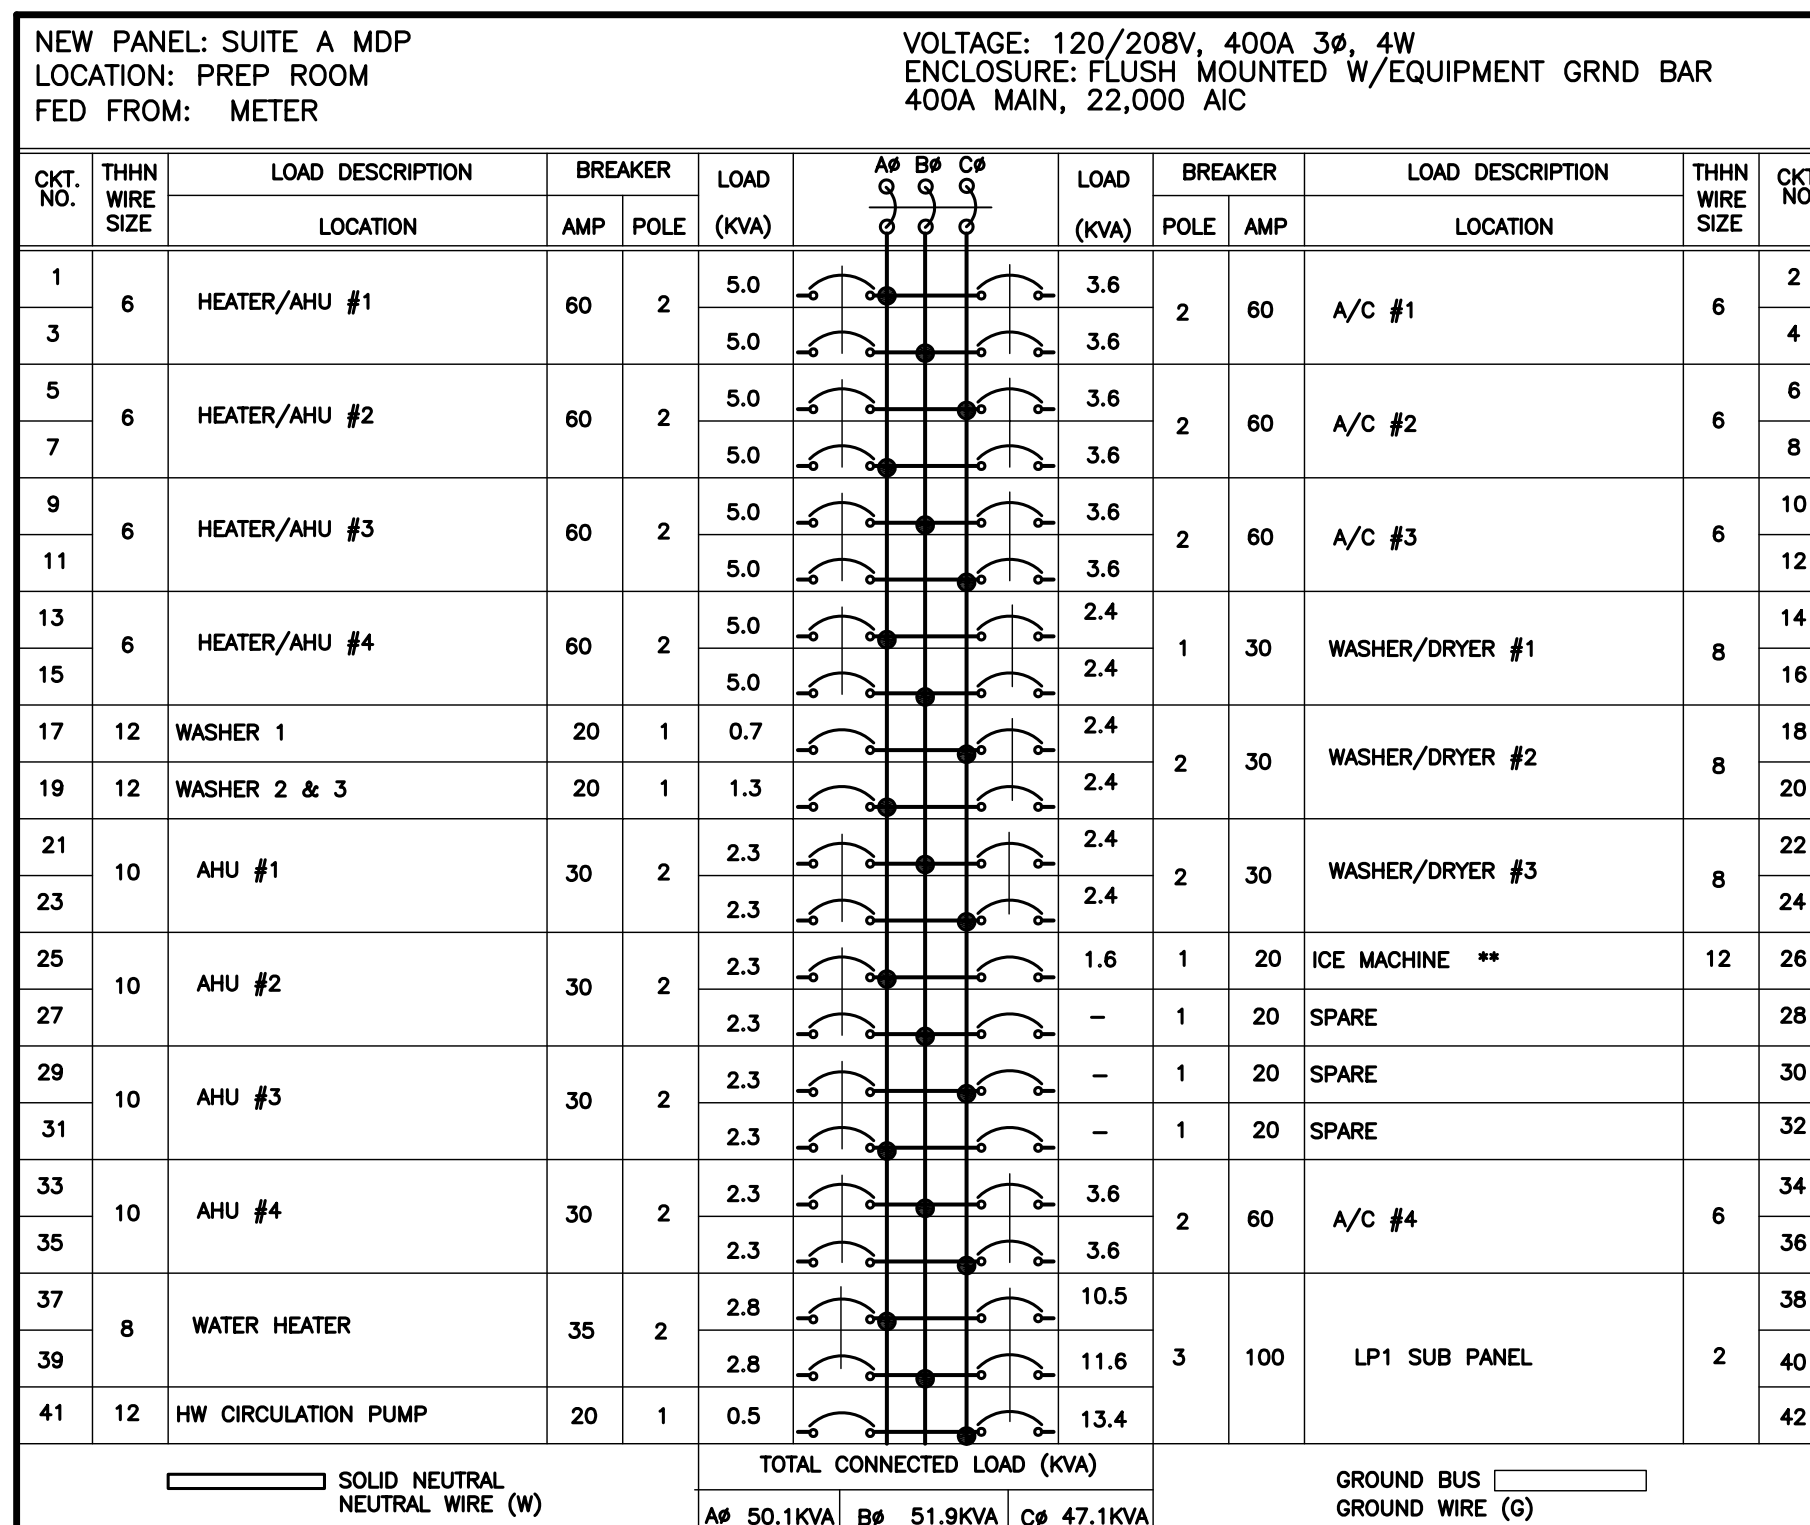 NEW PANEL: SUITE A MDP
LOCATION: PREP ROOM
FED FROM: METER
VOLTAGE: 120/208V, 400A 3ø, 4W
ENCLOSURE: FLUSH MOUNTED W/EQUIPMENT GRND BAR
400A MAIN, 22,000 AIC
CKT. NO. THHN WIRE SIZE LOAD DESCRIPTION LOCATION BREAKER AMP POLE LOAD (KVA) Aø Bø Cø LOAD (KVA) BREAKER POLE AMP LOAD DESCRIPTION LOCATION THHN WIRE SIZE CKT NO
1 6 HEATER/AHU #1 60 2 5.0 3.6 2 60 A/C #1 6 2
3 5.0 3.6 4
5 6 HEATER/AHU #2 60 2 5.0 3.6 2 60 A/C #2 6 6
7 5.0 3.6 8
9 6 HEATER/AHU #3 60 2 5.0 3.6 2 60 A/C #3 6 10
11 5.0 3.6 12
13 6 HEATER/AHU #4 60 2 5.0 2.4 1 30 WASHER/DRYER #1 8 14
15 5.0 2.4 16
17 12 WASHER 1 20 1 0.7 2.4 2 30 WASHER/DRYER #2 8 18
19 12 WASHER 2 & 3 20 1 1.3 2.4 20
21 10 AHU #1 30 2 2.3 2.4 2 30 WASHER/DRYER #3 8 22
23 2.3 2.4 24
25 10 AHU #2 30 2 2.3 1.6 1 20 ICE MACHINE ** 12 26
27 2.3 – 1 20 SPARE 28
29 10 AHU #3 30 2 2.3 – 1 20 SPARE 30
31 2.3 – 1 20 SPARE 32
33 10 AHU #4 30 2 2.3 3.6 2 60 A/C #4 6 34
35 2.3 3.6 36
37 8 WATER HEATER 35 2 2.8 10.5 3 100 LP1 SUB PANEL 2 38
39 2.8 11.6 40
41 12 HW CIRCULATION PUMP 20 1 0.5 13.4 42
SOLID NEUTRAL
NEUTRAL WIRE (W)
TOTAL CONNECTED LOAD (KVA)
Aø 50.1KVA Bø 51.9KVA Cø 47.1KVA
GROUND BUS
GROUND WIRE (G)